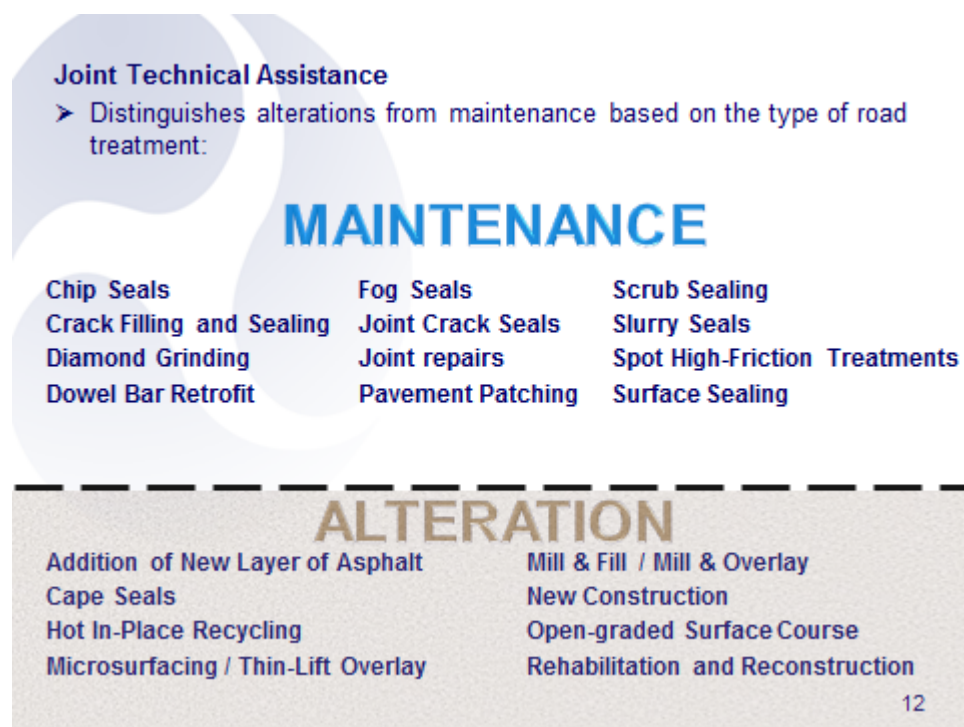 Joint Technical Assistance
➤ Distinguishes alterations from maintenance based on the type of road
treatment:
MAINTENANCE
Chip Seals
Crack Filling and Sealing
Diamond Grinding
Dowel Bar Retrofit
Fog Seals
Joint Crack Seals
Joint repairs
Pavement Patching
Scrub Sealing
Slurry Seals
Spot High-Friction Treatments
Surface Sealing
ALTERATION
Addition of New Layer of Asphalt
Cape Seals
Hot In-Place Recycling
Microsurfacing / Thin-Lift Overlay
Mill & Fill / Mill & Overlay
New Construction
Open-graded Surface Course
Rehabilitation and Reconstruction
12